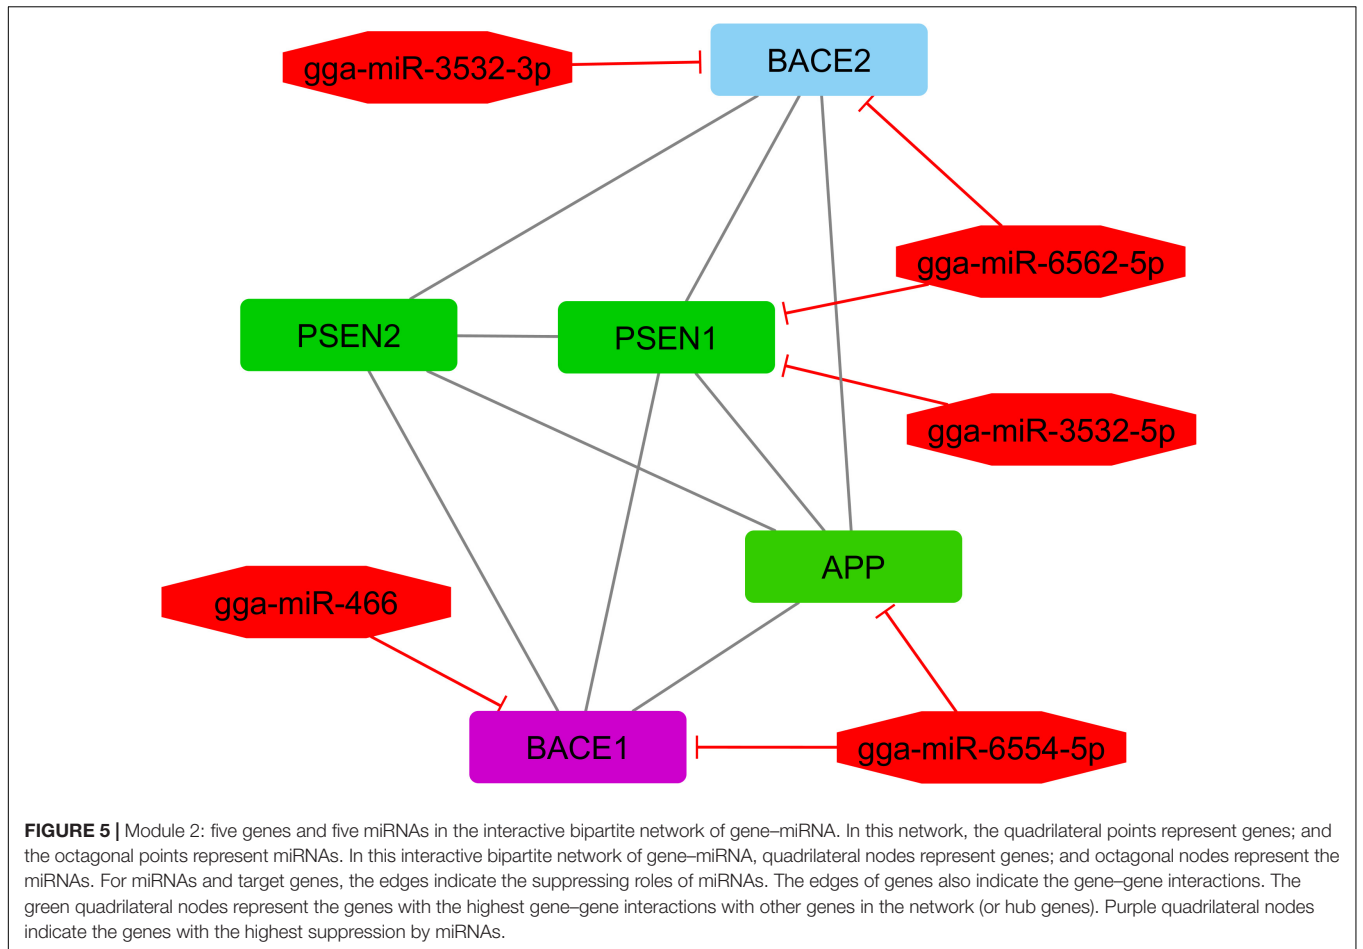 gga-miR-3532-3p
BACE2
gga-miR-6562-5p
PSEN2
PSEN1
gga-miR-3532-5p
APP
gga-miR-466
BACE1
gga-miR-6554-5p
FIGURE 5 | Module 2: five genes and five miRNAs in the interactive bipartite network of gene–miRNA. In this network, the quadrilateral points represent genes; and
the octagonal points represent miRNAs. In this interactive bipartite network of gene–miRNA, quadrilateral nodes represent genes; and octagonal nodes represent the
miRNAs. For miRNAs and target genes, the edges indicate the suppressing roles of miRNAs. The edges of genes also indicate the gene–gene interactions. The
green quadrilateral nodes represent the genes with the highest gene–gene interactions with other genes in the network (or hub genes). Purple quadrilateral nodes
indicate the genes with the highest suppression by miRNAs.